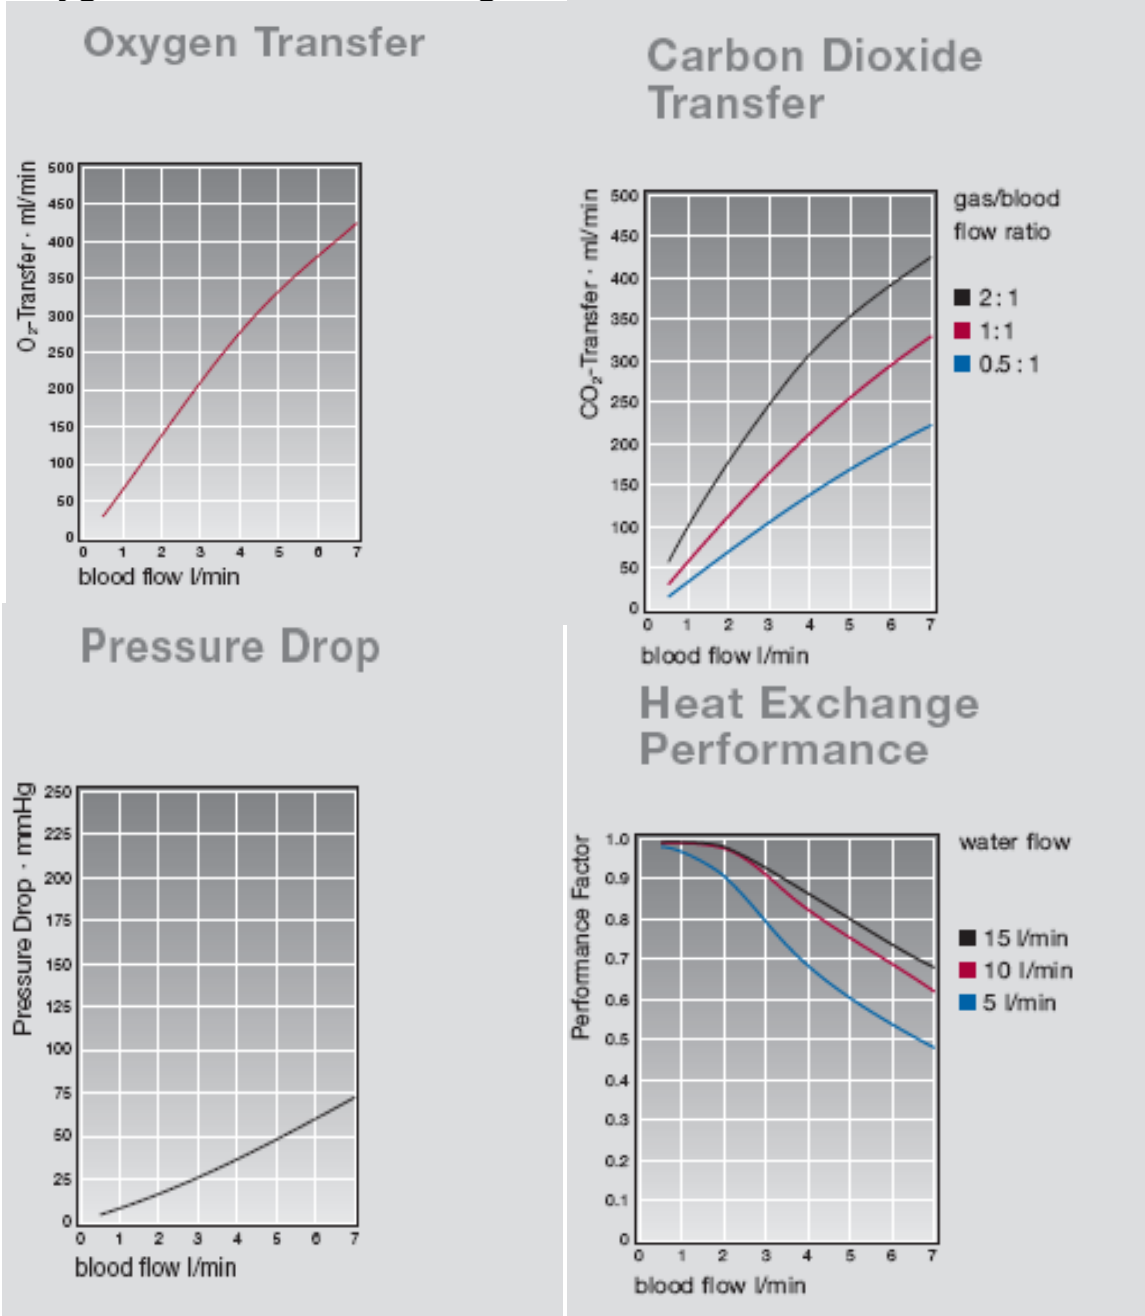 Oxygen Transfer
O₂-Transfer · ml/min
500
450
400
350
300
250
200
150
100
50
0
0 1 2 3 4 5 6 7
blood flow l/min
Carbon Dioxide
Transfer
CO₂-Transfer · ml/min
500
450
400
350
300
250
200
150
100
50
0
0 1 2 3 4 5 6 7
blood flow l/min
gas/blood
flow ratio
2 : 1
1 : 1
0.5 : 1
Pressure Drop
Pressure Drop · mmHg
250
225
200
175
150
125
100
75
50
25
0
0 1 2 3 4 5 6 7
blood flow l/min
Heat Exchange
Performance
Performance Factor
1.0
0.9
0.8
0.7
0.6
0.5
0.4
0.3
0.2
0.1
0
0 1 2 3 4 5 6 7
blood flow l/min
water flow
15 l/min
10 l/min
5 l/min